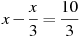 x - x/3 = 10/3